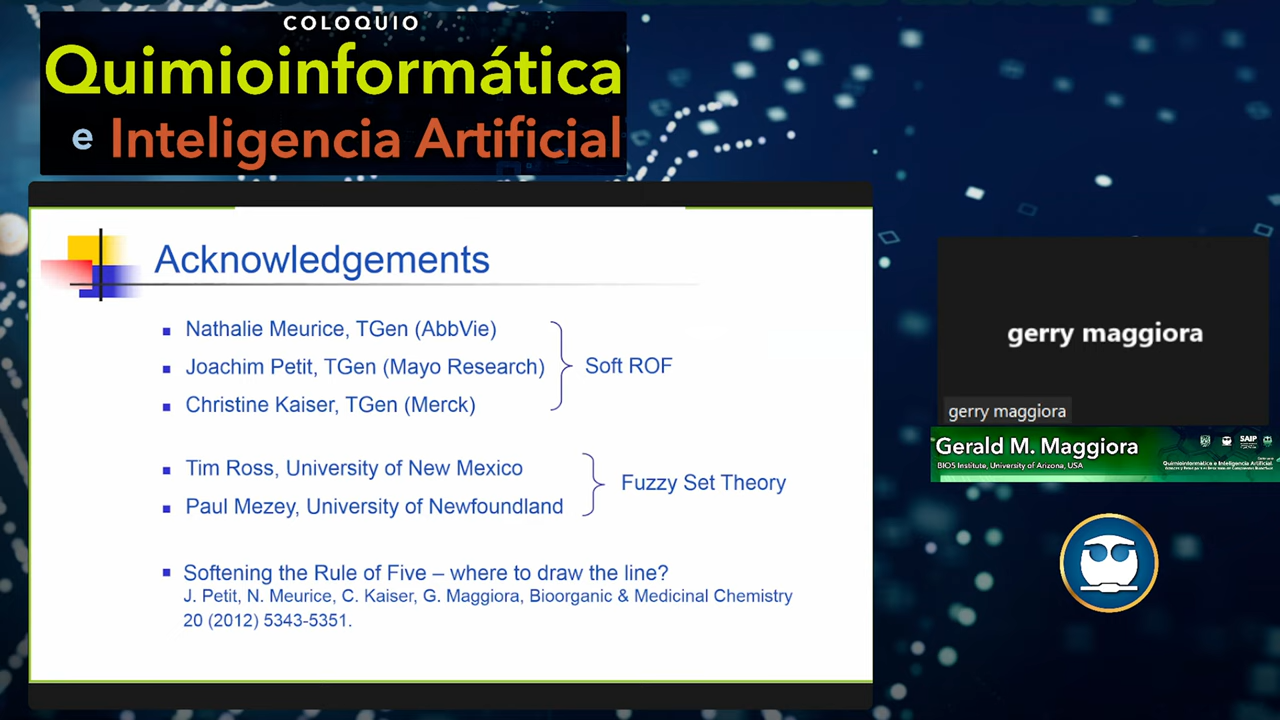 COLOQUIO
Quimioinformática
e Inteligencia Artificial
Acknowledgements
Nathalie Meurice, TGen (AbbVie)
Joachim Petit, TGen (Mayo Research)
Christine Kaiser, TGen (Merck)
Soft ROF
Tim Ross, University of New Mexico
Paul Mezey, University of Newfoundland
Fuzzy Set Theory
Softening the Rule of Five – where to draw the line?
J. Petit, N. Meurice, C. Kaiser, G. Maggiora, Bioorganic & Medicinal Chemistry
20 (2012) 5343-5351.
gerry maggiora
gerry maggiora
Gerald M. Maggiora
BIO5 Institute, University of Arizona, USA
SAIP
Quimioinformática e Inteligencia Artificial